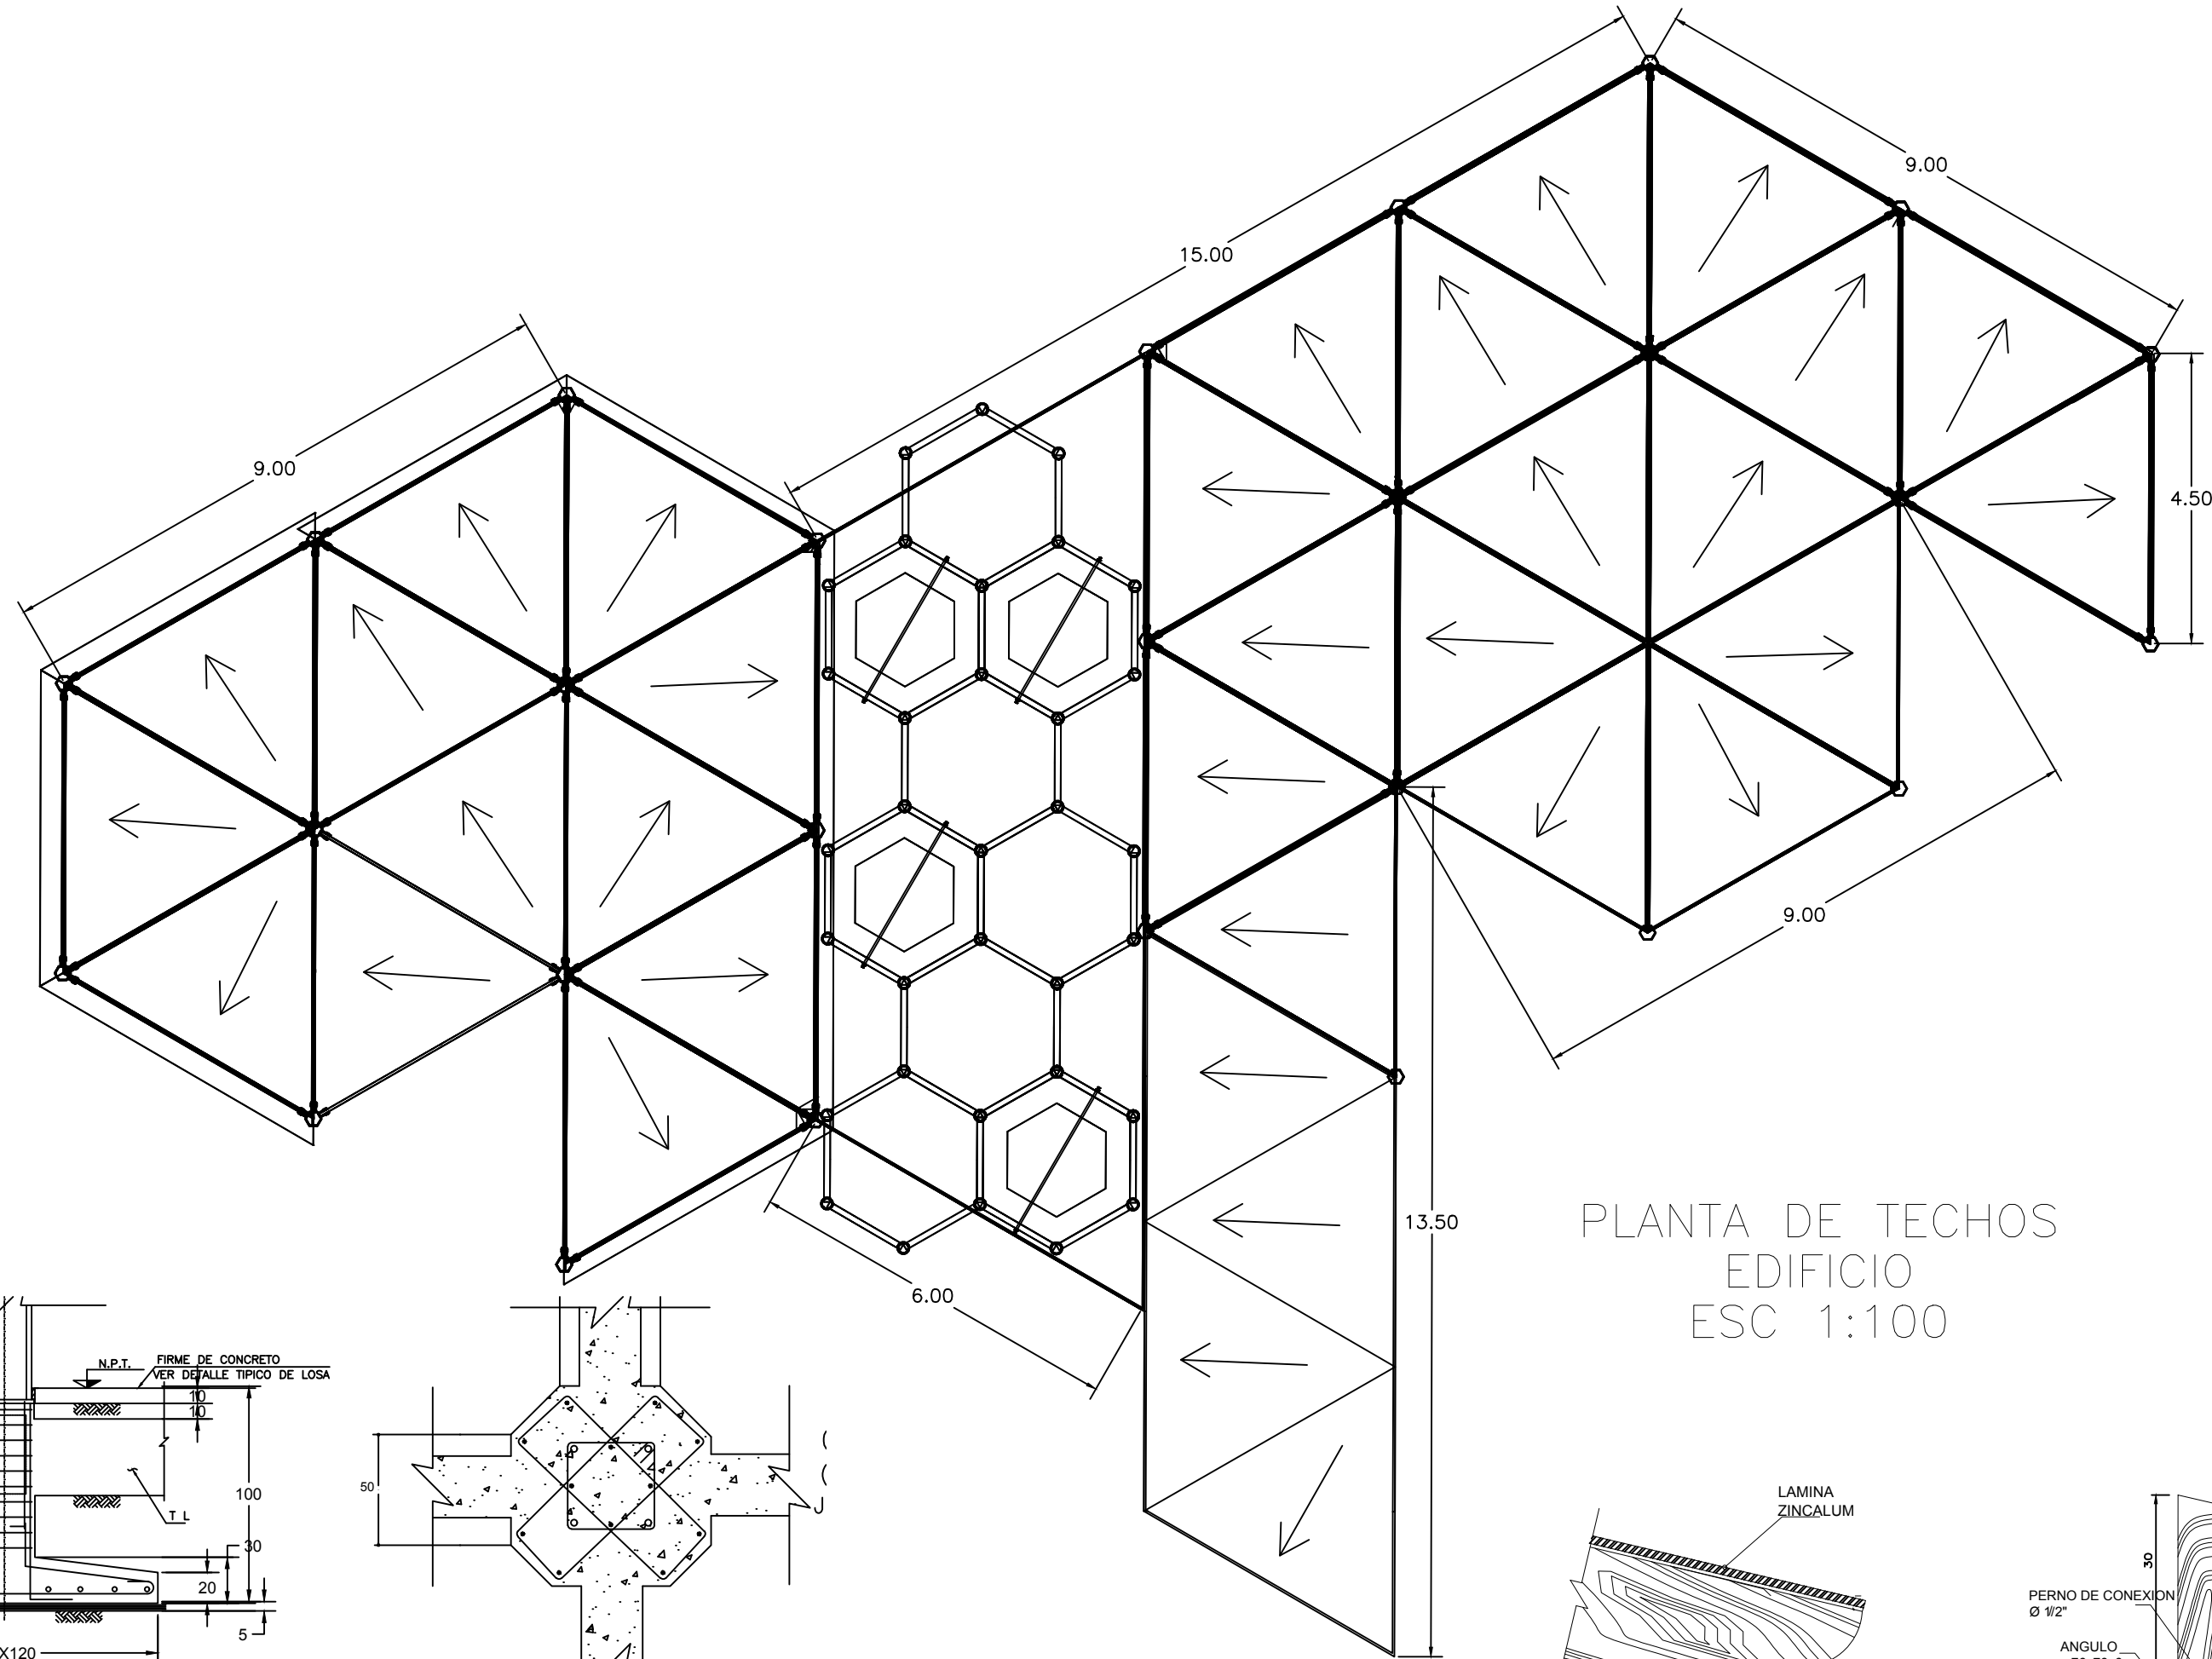 9.00
15.00
9.00
4.50
9.00
13.50
6.00
PLANTA DE TECHOS
EDIFICIO
ESC 1:100
N.P.T.
FIRME DE CONCRETO
VER DETALLE TIPICO DE LOSA
10
10
100
T L
30
20
5
X120
50
LAMINA
ZINCALUM
30
PERNO DE CONEXION
Ø 1/2"
ANGULO